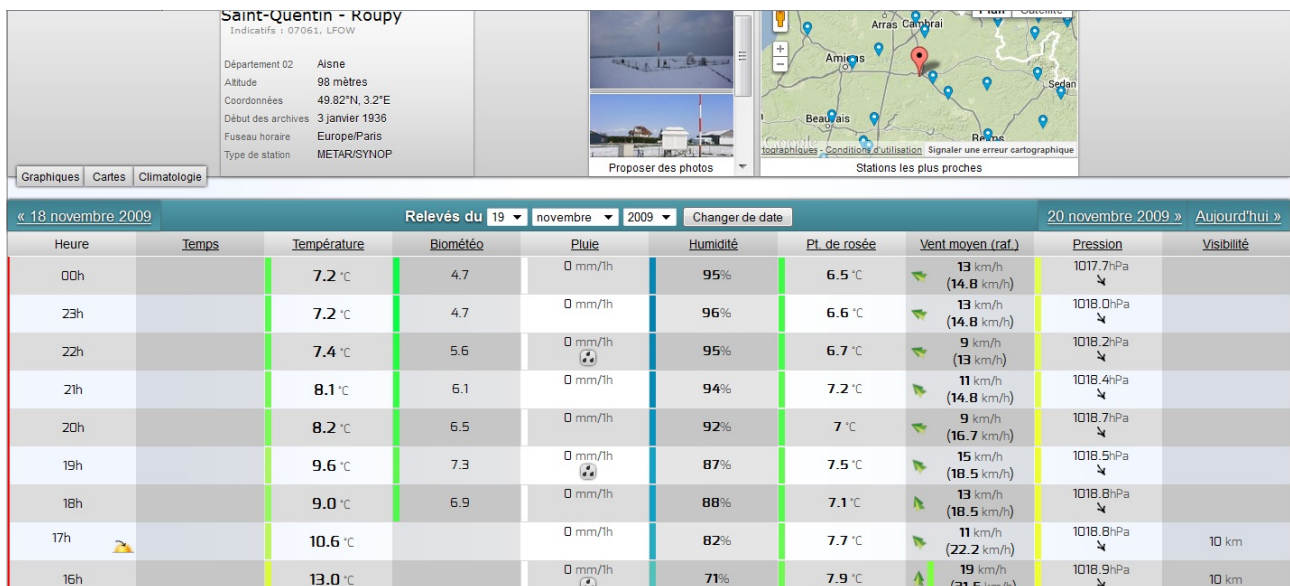 Saint-Quentin - Roupy
Indicatifs : 07061, LFOW
Département 02 Aisne
Altitude 98 mètres
Coordonnées 49.82°N, 3.2°E
Début des archives 3 janvier 1936
Fuseau horaire Europe/Paris
Type de station METAR/SYNOP
Proposer des photos
Plan Satellite
Arras Cambrai
Amiens
Sedan
Beauvais
Reims
Google
Conditions d'utilisation Signaler une erreur cartographique
Stations les plus proches
Graphiques Cartes Climatologie
« 18 novembre 2009 Relevés du 19 novembre 2009 Changer de date 20 novembre 2009 » Aujourd'hui »
Heure Temps Température Biométéo Pluie Humidité Pt. de rosée Vent moyen (raf.) Pression Visibilité
00h 7.2 °C 4.7 0 mm/1h 95% 6.5 °C 13 km/h (14.8 km/h) 1017.7hPa
23h 7.2 °C 4.7 0 mm/1h 96% 6.6 °C 13 km/h (14.8 km/h) 1018.0hPa
22h 7.4 °C 5.6 0 mm/1h 95% 6.7 °C 9 km/h (13 km/h) 1018.2hPa
21h 8.1 °C 6.1 0 mm/1h 94% 7.2 °C 11 km/h (14.8 km/h) 1018.4hPa
20h 8.2 °C 6.5 0 mm/1h 92% 7 °C 9 km/h (16.7 km/h) 1018.7hPa
19h 9.6 °C 7.3 0 mm/1h 87% 7.5 °C 15 km/h (18.5 km/h) 1018.5hPa
18h 9.0 °C 6.9 0 mm/1h 88% 7.1 °C 13 km/h (18.5 km/h) 1018.8hPa
17h 10.6 °C 0 mm/1h 82% 7.7 °C 11 km/h (22.2 km/h) 1018.8hPa 10 km
16h 13.0 °C 0 mm/1h 71% 7.9 °C 19 km/h 1018.9hPa 10 km